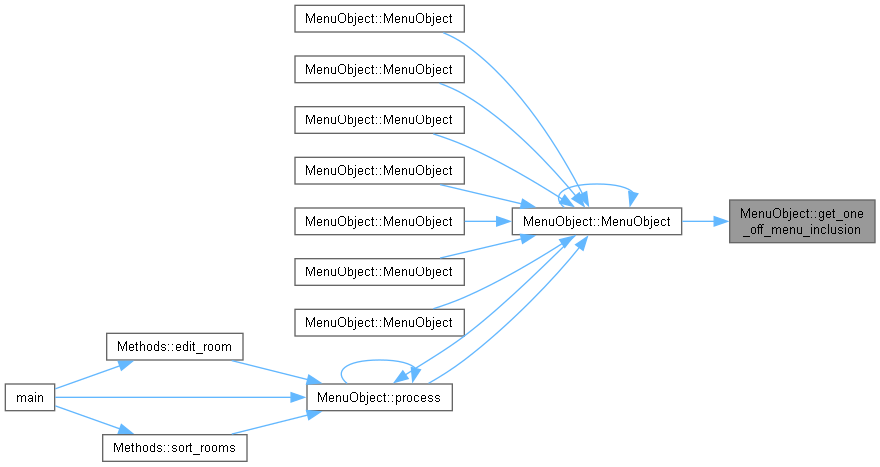 MenuObject::MenuObject
MenuObject::MenuObject
MenuObject::MenuObject
MenuObject::MenuObject
MenuObject::MenuObject
MenuObject::MenuObject
MenuObject::MenuObject
MenuObject::MenuObject
MenuObject::get_one
_off_menu_inclusion
Methods::edit_room
main
MenuObject::process
Methods::sort_rooms